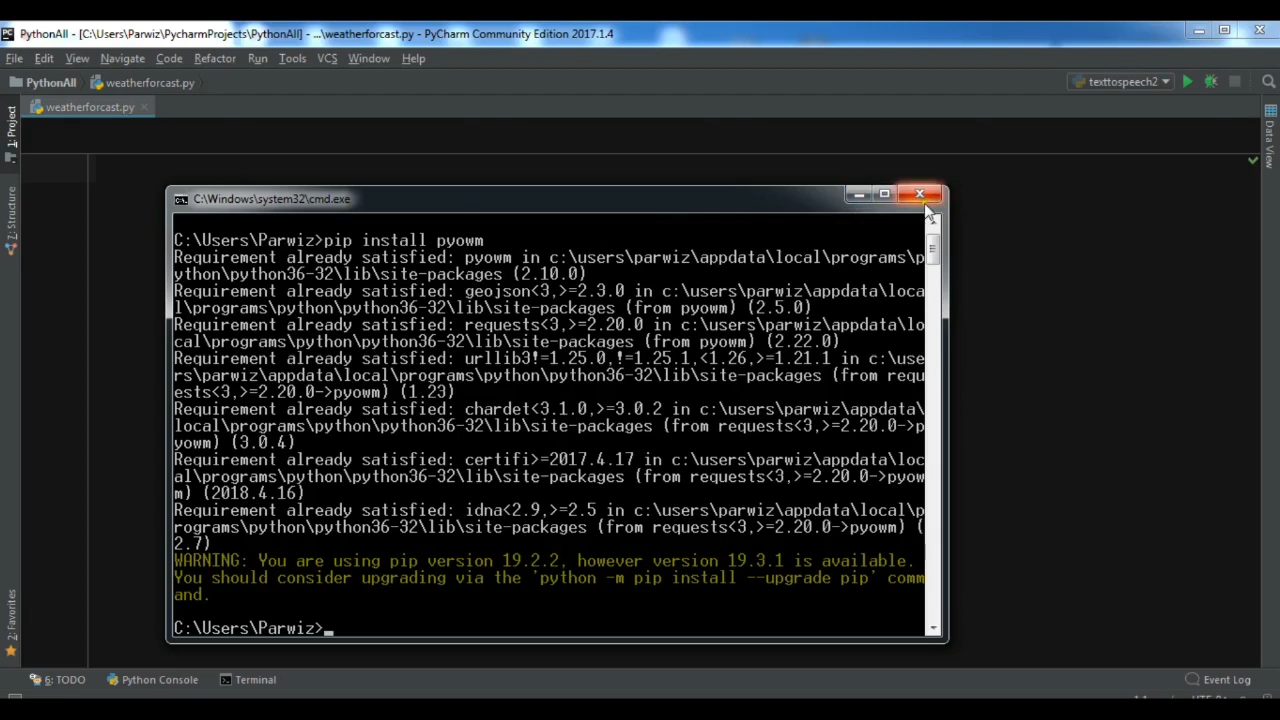 PythonAll - [C:\Users\Parwiz\PycharmProjects\PythonAll] - ...\weatherforcast.py - PyCharm Community Edition 2017.1.4
File Edit View Navigate Code Refactor Run Tools VCS Window Help
PythonAll weatherforcast.py texttospeech2
weatherforcast.py
1: Project
Z: Structure
2: Favorites
Data View
C:\Windows\system32\cmd.exe
C:\Users\Parwiz>pip install pyowm
Requirement already satisfied: pyowm in c:\users\parwiz\appdata\local\programs\p
ython\python36-32\lib\site-packages (2.10.0)
Requirement already satisfied: geojson<3,>=2.3.0 in c:\users\parwiz\appdata\loca
l\programs\python\python36-32\lib\site-packages (from pyowm) (2.5.0)
Requirement already satisfied: requests<3,>=2.20.0 in c:\users\parwiz\appdata\lo
cal\programs\python\python36-32\lib\site-packages (from pyowm) (2.22.0)
Requirement already satisfied: urllib3!=1.25.0,!=1.25.1,<1.26,>=1.21.1 in c:\use
rs\parwiz\appdata\local\programs\python\python36-32\lib\site-packages (from requ
ests<3,>=2.20.0->pyowm) (1.23)
Requirement already satisfied: chardet<3.1.0,>=3.0.2 in c:\users\parwiz\appdata\
local\programs\python\python36-32\lib\site-packages (from requests<3,>=2.20.0->p
yowm) (3.0.4)
Requirement already satisfied: certifi>=2017.4.17 in c:\users\parwiz\appdata\loc
al\programs\python\python36-32\lib\site-packages (from requests<3,>=2.20.0->pyow
m) (2018.4.16)
Requirement already satisfied: idna<2.9,>=2.5 in c:\users\parwiz\appdata\local\p
rograms\python\python36-32\lib\site-packages (from requests<3,>=2.20.0->pyowm) (
2.7)
WARNING: You are using pip version 19.2.2, however version 19.3.1 is available.
You should consider upgrading via the 'python -m pip install --upgrade pip' comm
and.
C:\Users\Parwiz>
6: TODO Python Console Terminal Event Log